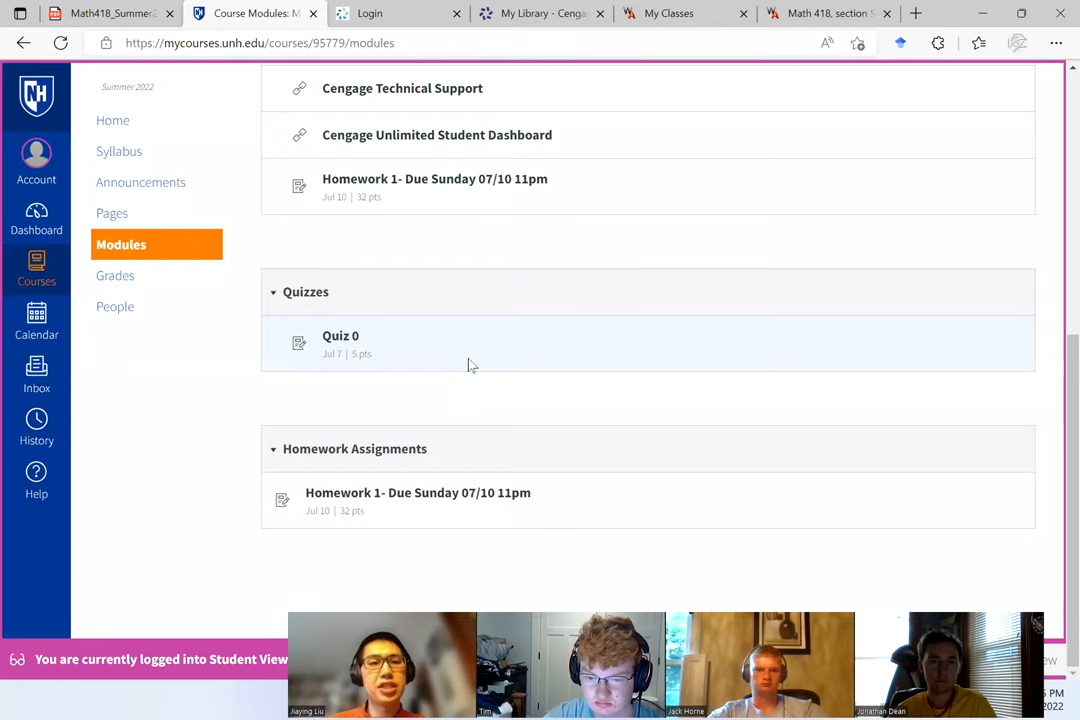 Math418_Summer2
Course Modules: M
Login
My Library - Cenga
My Classes
Math 418, section S
https://mycourses.unh.edu/courses/95779/modules
NH
Account
Dashboard
Courses
Calendar
Inbox
History
Help
Summer 2022
Home
Syllabus
Announcements
Pages
Modules
Grades
People
Cengage Technical Support
Cengage Unlimited Student Dashboard
Homework 1- Due Sunday 07/10 11pm
Jul 10 | 32 pts
Quizzes
Quiz 0
Jul 7 | 5 pts
Homework Assignments
Homework 1- Due Sunday 07/10 11pm
Jul 10 | 32 pts
You are currently logged into Student View
Jiaying Liu
Tim
Jack Horne
Jonathan Dean
PM
2022